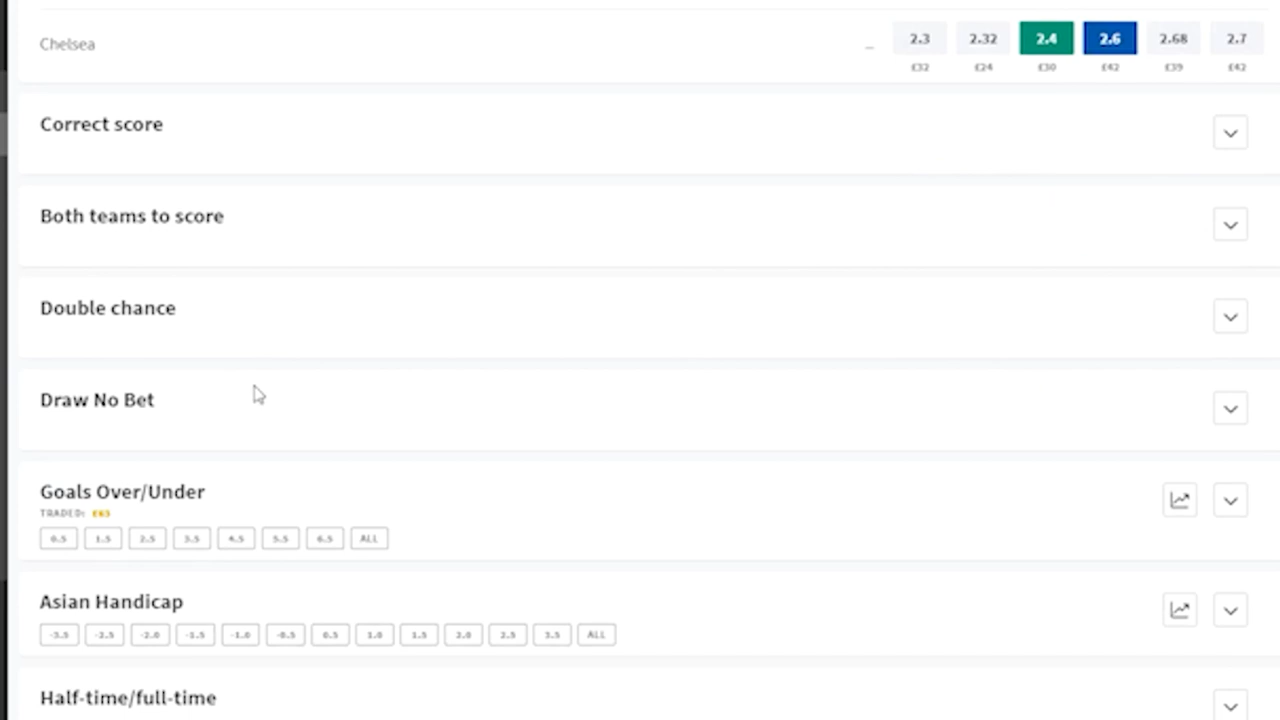 Chelsea
_ 2.3 2.32 2.4 2.6 2.68 2.7
£32 £24 £30 £42 £39 £42
Correct score
Both teams to score
Double chance
Draw No Bet
Goals Over/Under
TRADED: £63
0.5 1.5 2.5 3.5 4.5 5.5 6.5 ALL
Asian Handicap
-3.5 -2.5 -2.0 -1.5 -1.0 -0.5 0.5 1.0 1.5 2.0 2.5 3.5 ALL
Half-time/full-time